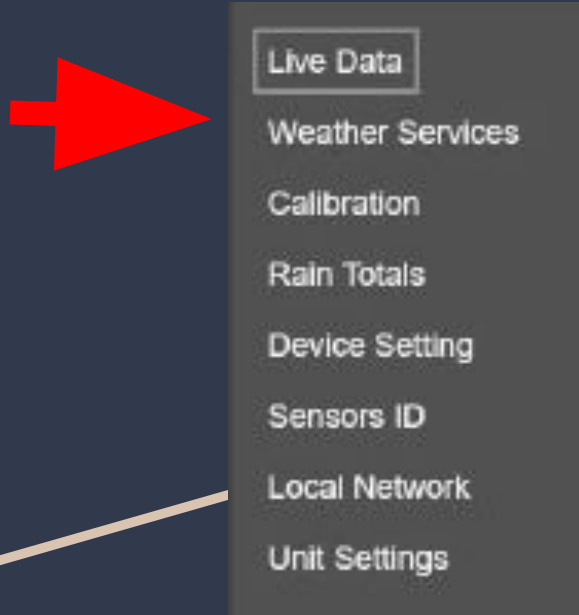 Live Data
Weather Services
Calibration
Rain Totals
Device Setting
Sensors ID
Local Network
Unit Settings